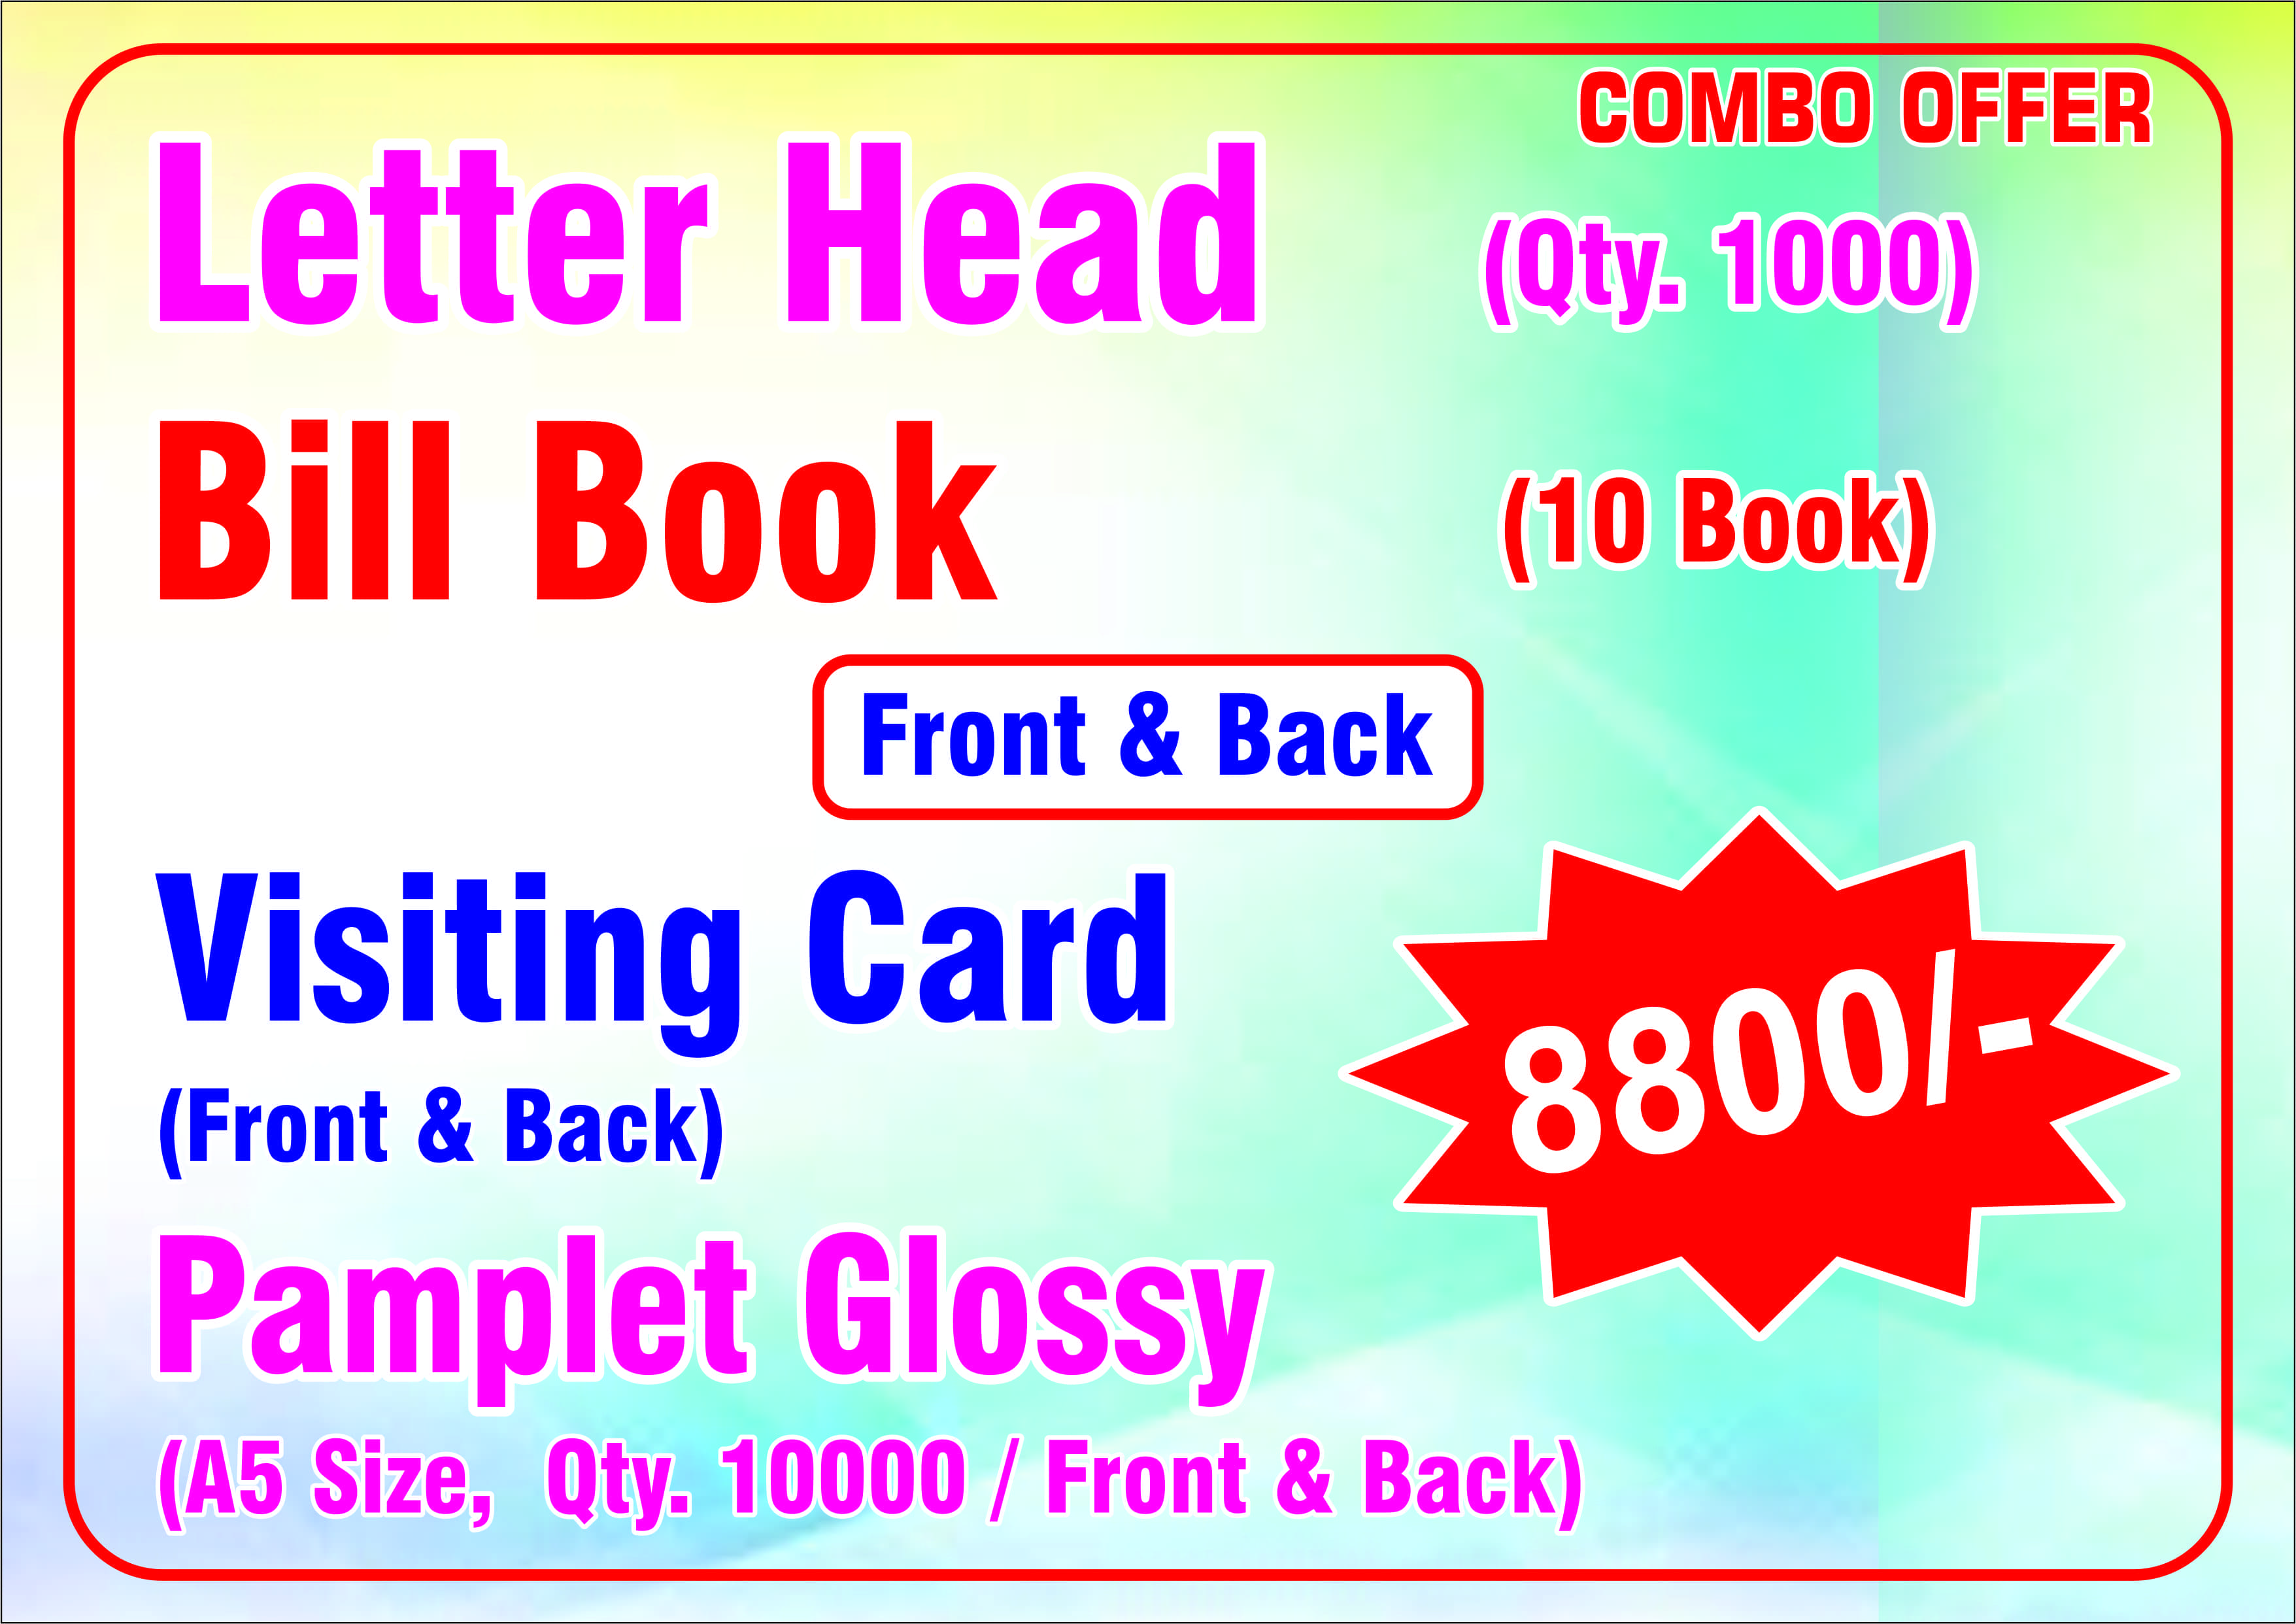 COMBO OFFER
Letter Head (Qty. 1000)
Bill Book (10 Book)
Front & Back
Visiting Card
(Front & Back)
8800/-
Pamplet Glossy
(A5 Size, Qty. 10000 / Front & Back)